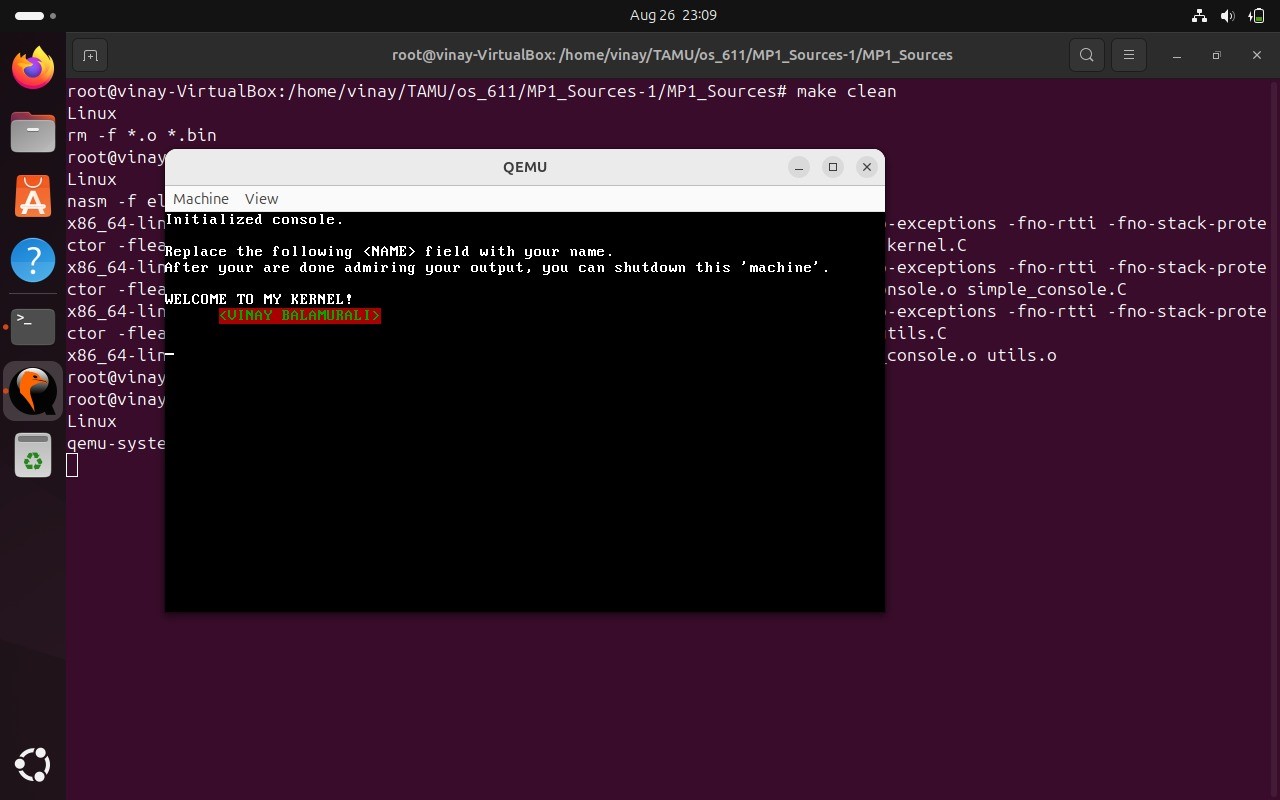 Aug 26 23:09
root@vinay-VirtualBox: /home/vinay/TAMU/os_611/MP1_Sources-1/MP1_Sources
root@vinay-VirtualBox:/home/vinay/TAMU/os_611/MP1_Sources-1/MP1_Sources# make clean
Linux
rm -f *.o *.bin
root@vinay
Linux
nasm -f el
x86_64-lin
-exceptions -fno-rtti -fno-stack-prote
ctor -flea
kernel.C
x86_64-lin
-exceptions -fno-rtti -fno-stack-prote
ctor -flea
nsole.o simple_console.C
x86_64-lin
-exceptions -fno-rtti -fno-stack-prote
ctor -flea
tils.C
x86_64-lin
_console.o utils.o
root@vinay
root@vinay
Linux
qemu-syste
QEMU
Machine View
Initialized console.
Replace the following <NAME> field with your name.
After your are done admiring your output, you can shutdown this 'machine'.
WELCOME TO MY KERNEL!
<VINAY BALAMURALI>